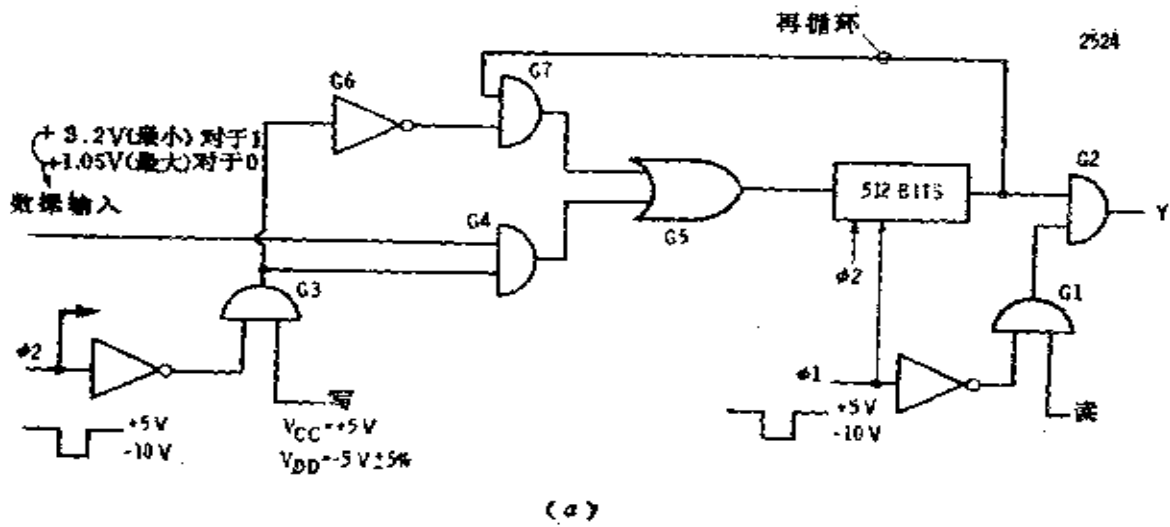 再循环
2524
G7
G6
+ 3.2V(最小) 对于1
+1.05V(最大)对于0
数据输入
G2
512 BITS
Y
G4
G5
G3
φ2
G1
φ2
φ1
写
读
+5 V
-10 V
V_CC=+5 V
V_DD=-5 V±5%
+5 V
-10 V
(a)